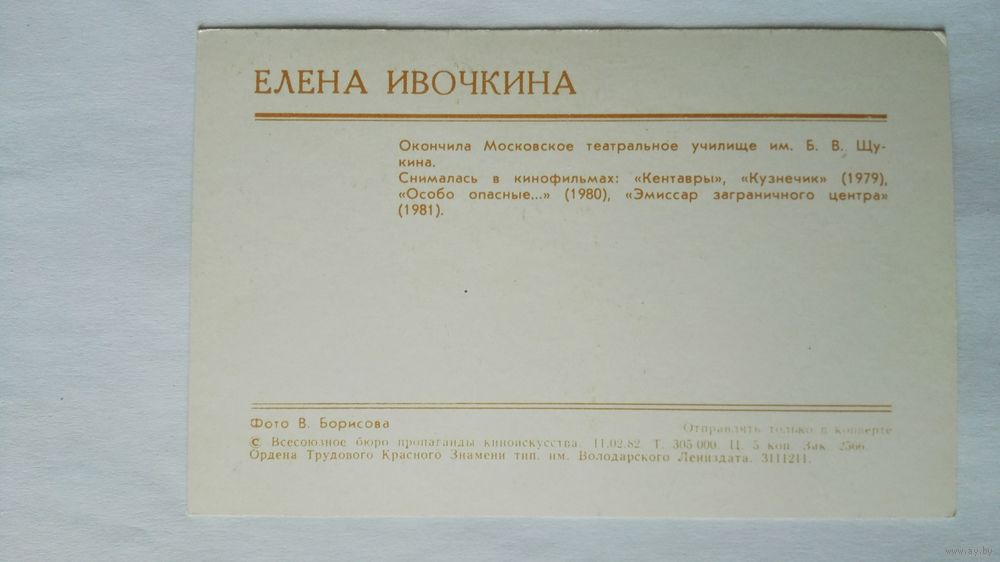 ЕЛЕНА ИВОЧКИНА
Окончила Московское театральное училище им. Б. В. Щу-
кина.
Снималась в кинофильмах: «Кентавры», «Кузнечик» (1979),
«Особо опасные...» (1980), «Эмиссар заграничного центра»
(1981).
Фото В. Борисова
Отправлять только в конверте
© Всесоюзное бюро пропаганды киноискусства. 11.02.82. Т. 305 000. Ц. 5 коп. Зак. 2566.
Ордена Трудового Красного Знамени тип. им. Володарского Лениздата. 3111211.
www.ay.by